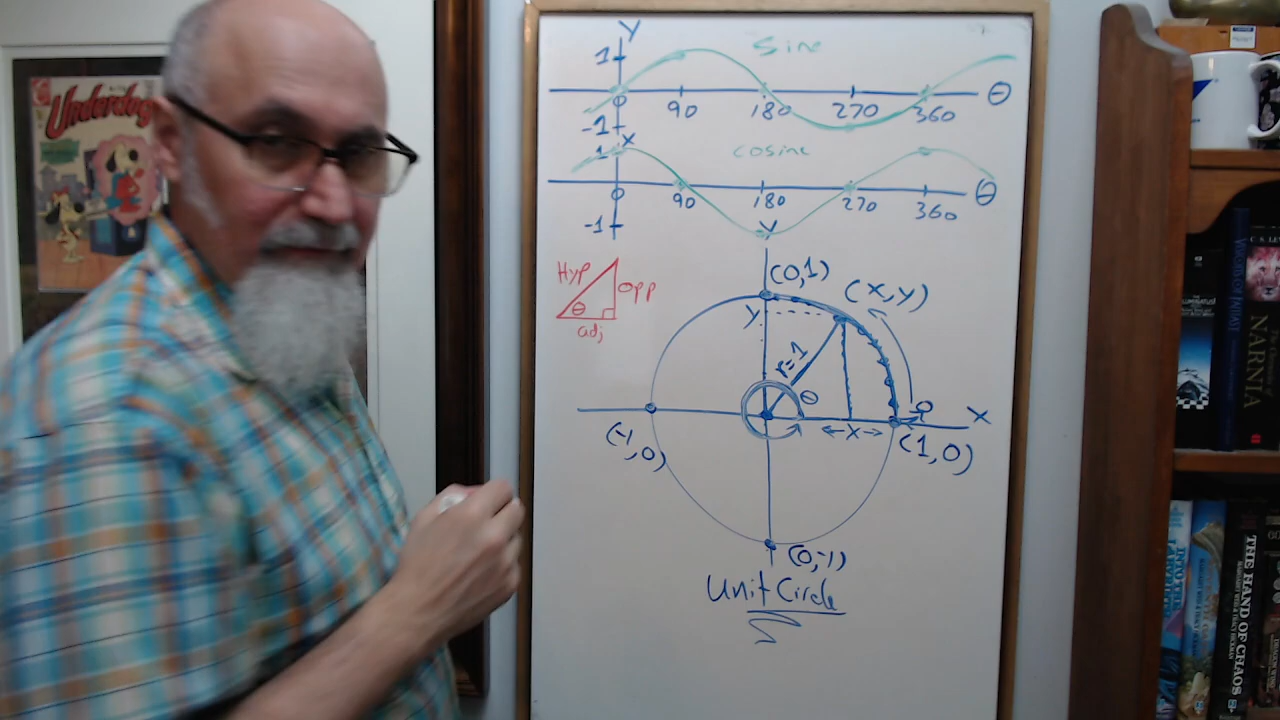 Underdog
Y
1
Sine
0
90
180
270
360
θ
-1
X
1
cosine
0
90
180
270
360
θ
-1
Y
Hyp
opp
θ
adj
(0,1)
(x,y)
y
r=1
θ
0
X
←X→
(-1,0)
(1,0)
(0,-1)
Unit Circle
NARNIA
THE HAND OF CHAOS